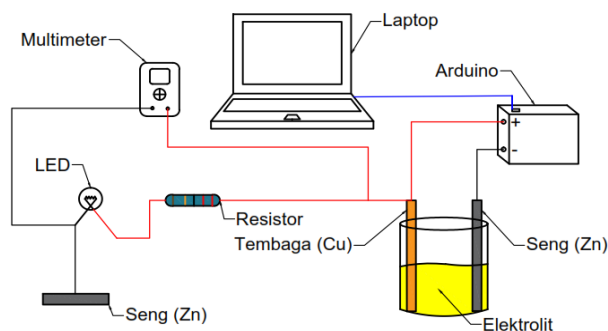 Laptop
Multimeter
Arduino
+
-
LED
Resistor
Tembaga (Cu)
Seng (Zn)
Seng (Zn)
Elektrolit